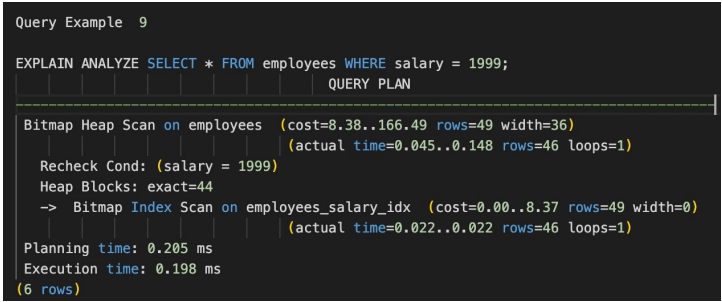 Query Example  9
EXPLAIN ANALYZE SELECT * FROM employees WHERE salary = 1999;
QUERY PLAN
-------------------------------------------------------------------------------------
Bitmap Heap Scan on employees  (cost=8.38..166.49 rows=49 width=36)
(actual time=0.045..0.148 rows=46 loops=1)
Recheck Cond: (salary = 1999)
Heap Blocks: exact=44
->  Bitmap Index Scan on employees_salary_idx  (cost=0.00..8.37 rows=49 width=0)
(actual time=0.022..0.022 rows=46 loops=1)
Planning time: 0.205 ms
Execution time: 0.198 ms
(6 rows)